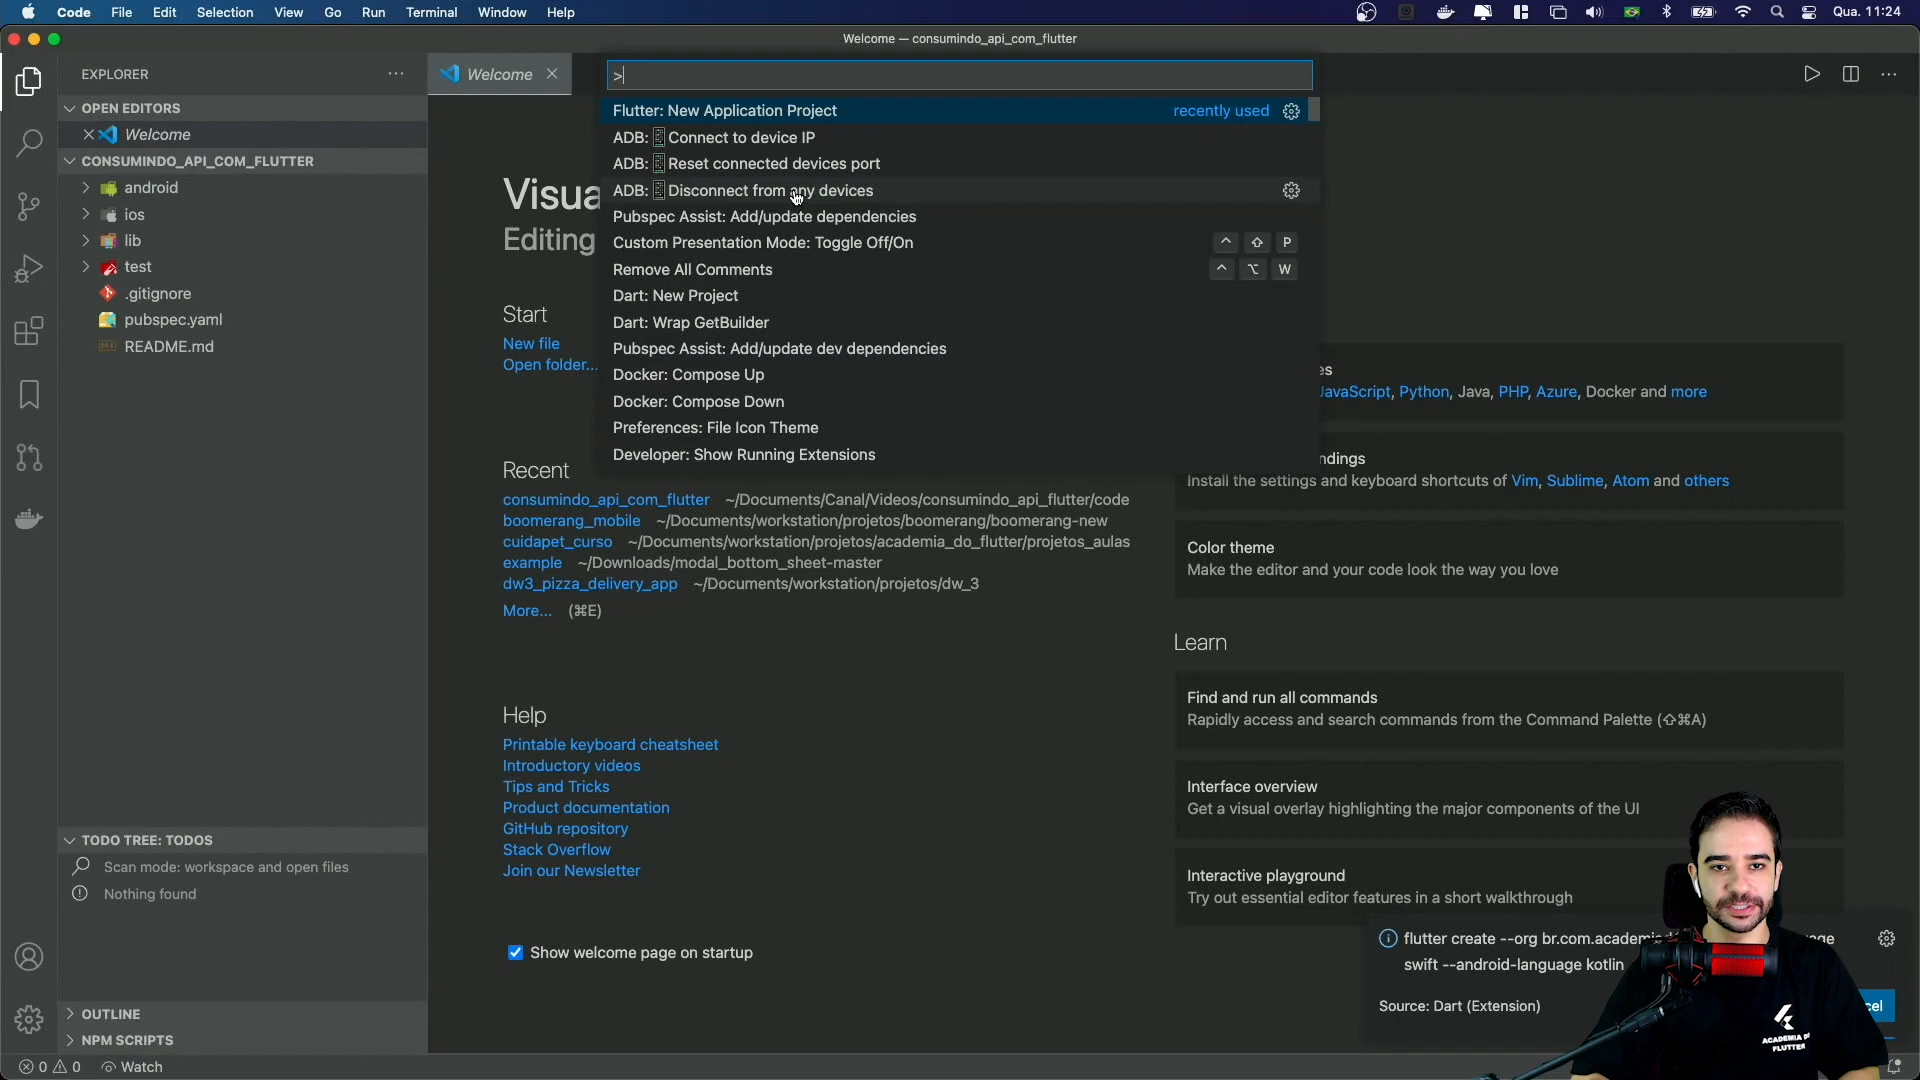 Code File Edit Selection View Go Run Terminal Window Help Qua. 11:24
Welcome — consumindo_api_com_flutter
EXPLORER
OPEN EDITORS
Welcome
CONSUMINDO_API_COM_FLUTTER
android
ios
lib
test
.gitignore
pubspec.yaml
README.md
TODO TREE: TODOS
Scan mode: workspace and open files
Nothing found
OUTLINE
NPM SCRIPTS
0 0 Watch
Welcome
>
Flutter: New Application Project recently used
ADB: Connect to device IP
ADB: Reset connected devices port
ADB: Disconnect from any devices
Pubspec Assist: Add/update dependencies
Custom Presentation Mode: Toggle Off/On ^ ⇧ P
Remove All Comments ^ ⌥ W
Dart: New Project
Dart: Wrap GetBuilder
Pubspec Assist: Add/update dev dependencies
Docker: Compose Up
Docker: Compose Down
Preferences: File Icon Theme
Developer: Show Running Extensions
Visua
Editing
Start
New file
Open folder...
Recent
consumindo_api_com_flutter ~/Documents/Canal/Videos/consumindo_api_flutter/code
boomerang_mobile ~/Documents/workstation/projetos/boomerang/boomerang-new
cuidapet_curso ~/Documents/workstation/projetos/academia_do_flutter/projetos_aulas
example ~/Downloads/modal_bottom_sheet-master
dw3_pizza_delivery_app ~/Documents/workstation/projetos/dw_3
More... (⌘E)
Help
Printable keyboard cheatsheet
Introductory videos
Tips and Tricks
Product documentation
GitHub repository
Stack Overflow
Join our Newsletter
Show welcome page on startup
es
JavaScript, Python, Java, PHP, Azure, Docker and more
ndings
Install the settings and keyboard shortcuts of Vim, Sublime, Atom and others
Color theme
Make the editor and your code look the way you love
Learn
Find and run all commands
Rapidly access and search commands from the Command Palette (⇧⌘A)
Interface overview
Get a visual overlay highlighting the major components of the UI
Interactive playground
Try out essential editor features in a short walkthrough
flutter create --org br.com.academia
swift --android-language kotlin
Source: Dart (Extension)
cel
ACADEMIA DO
FLUTTER